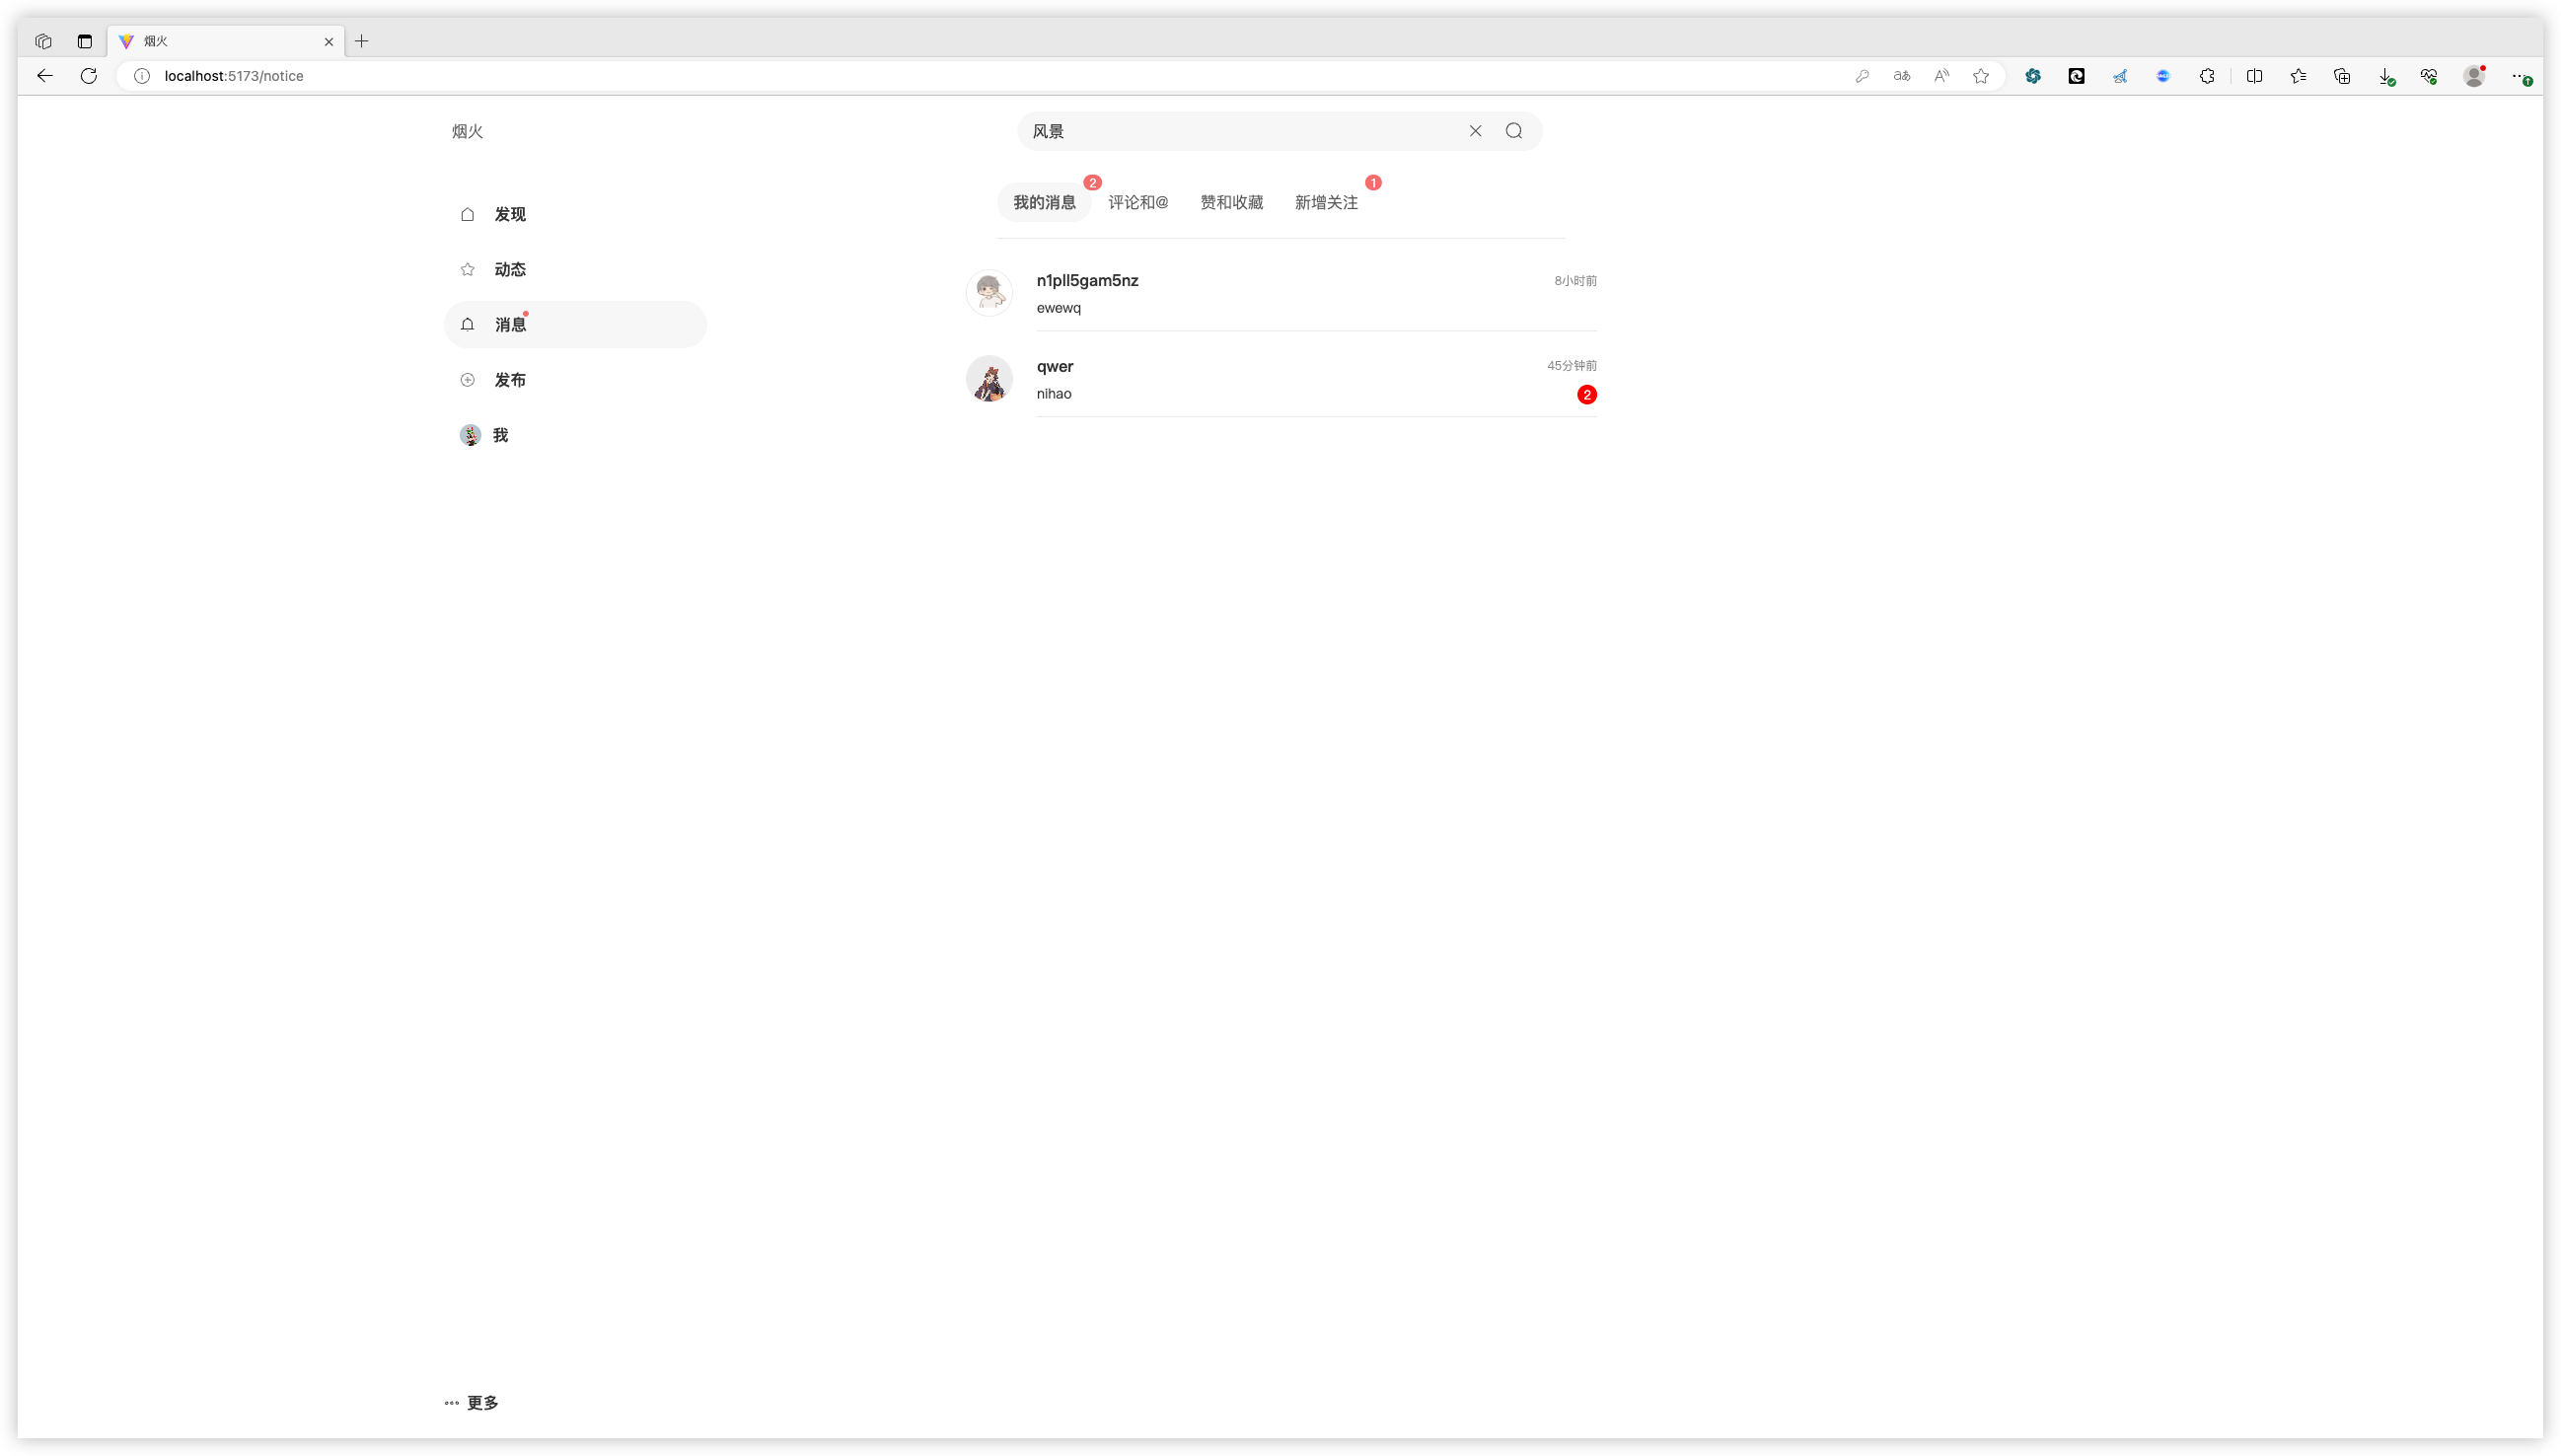 烟火
localhost:5173/notice
烟火
风景
发现
动态
消息
发布
我
我的消息 2 评论和@ 赞和收藏 新增关注 1
n1pll5gam5nz 8小时前
ewewq
qwer 45分钟前
nihao 2
更多